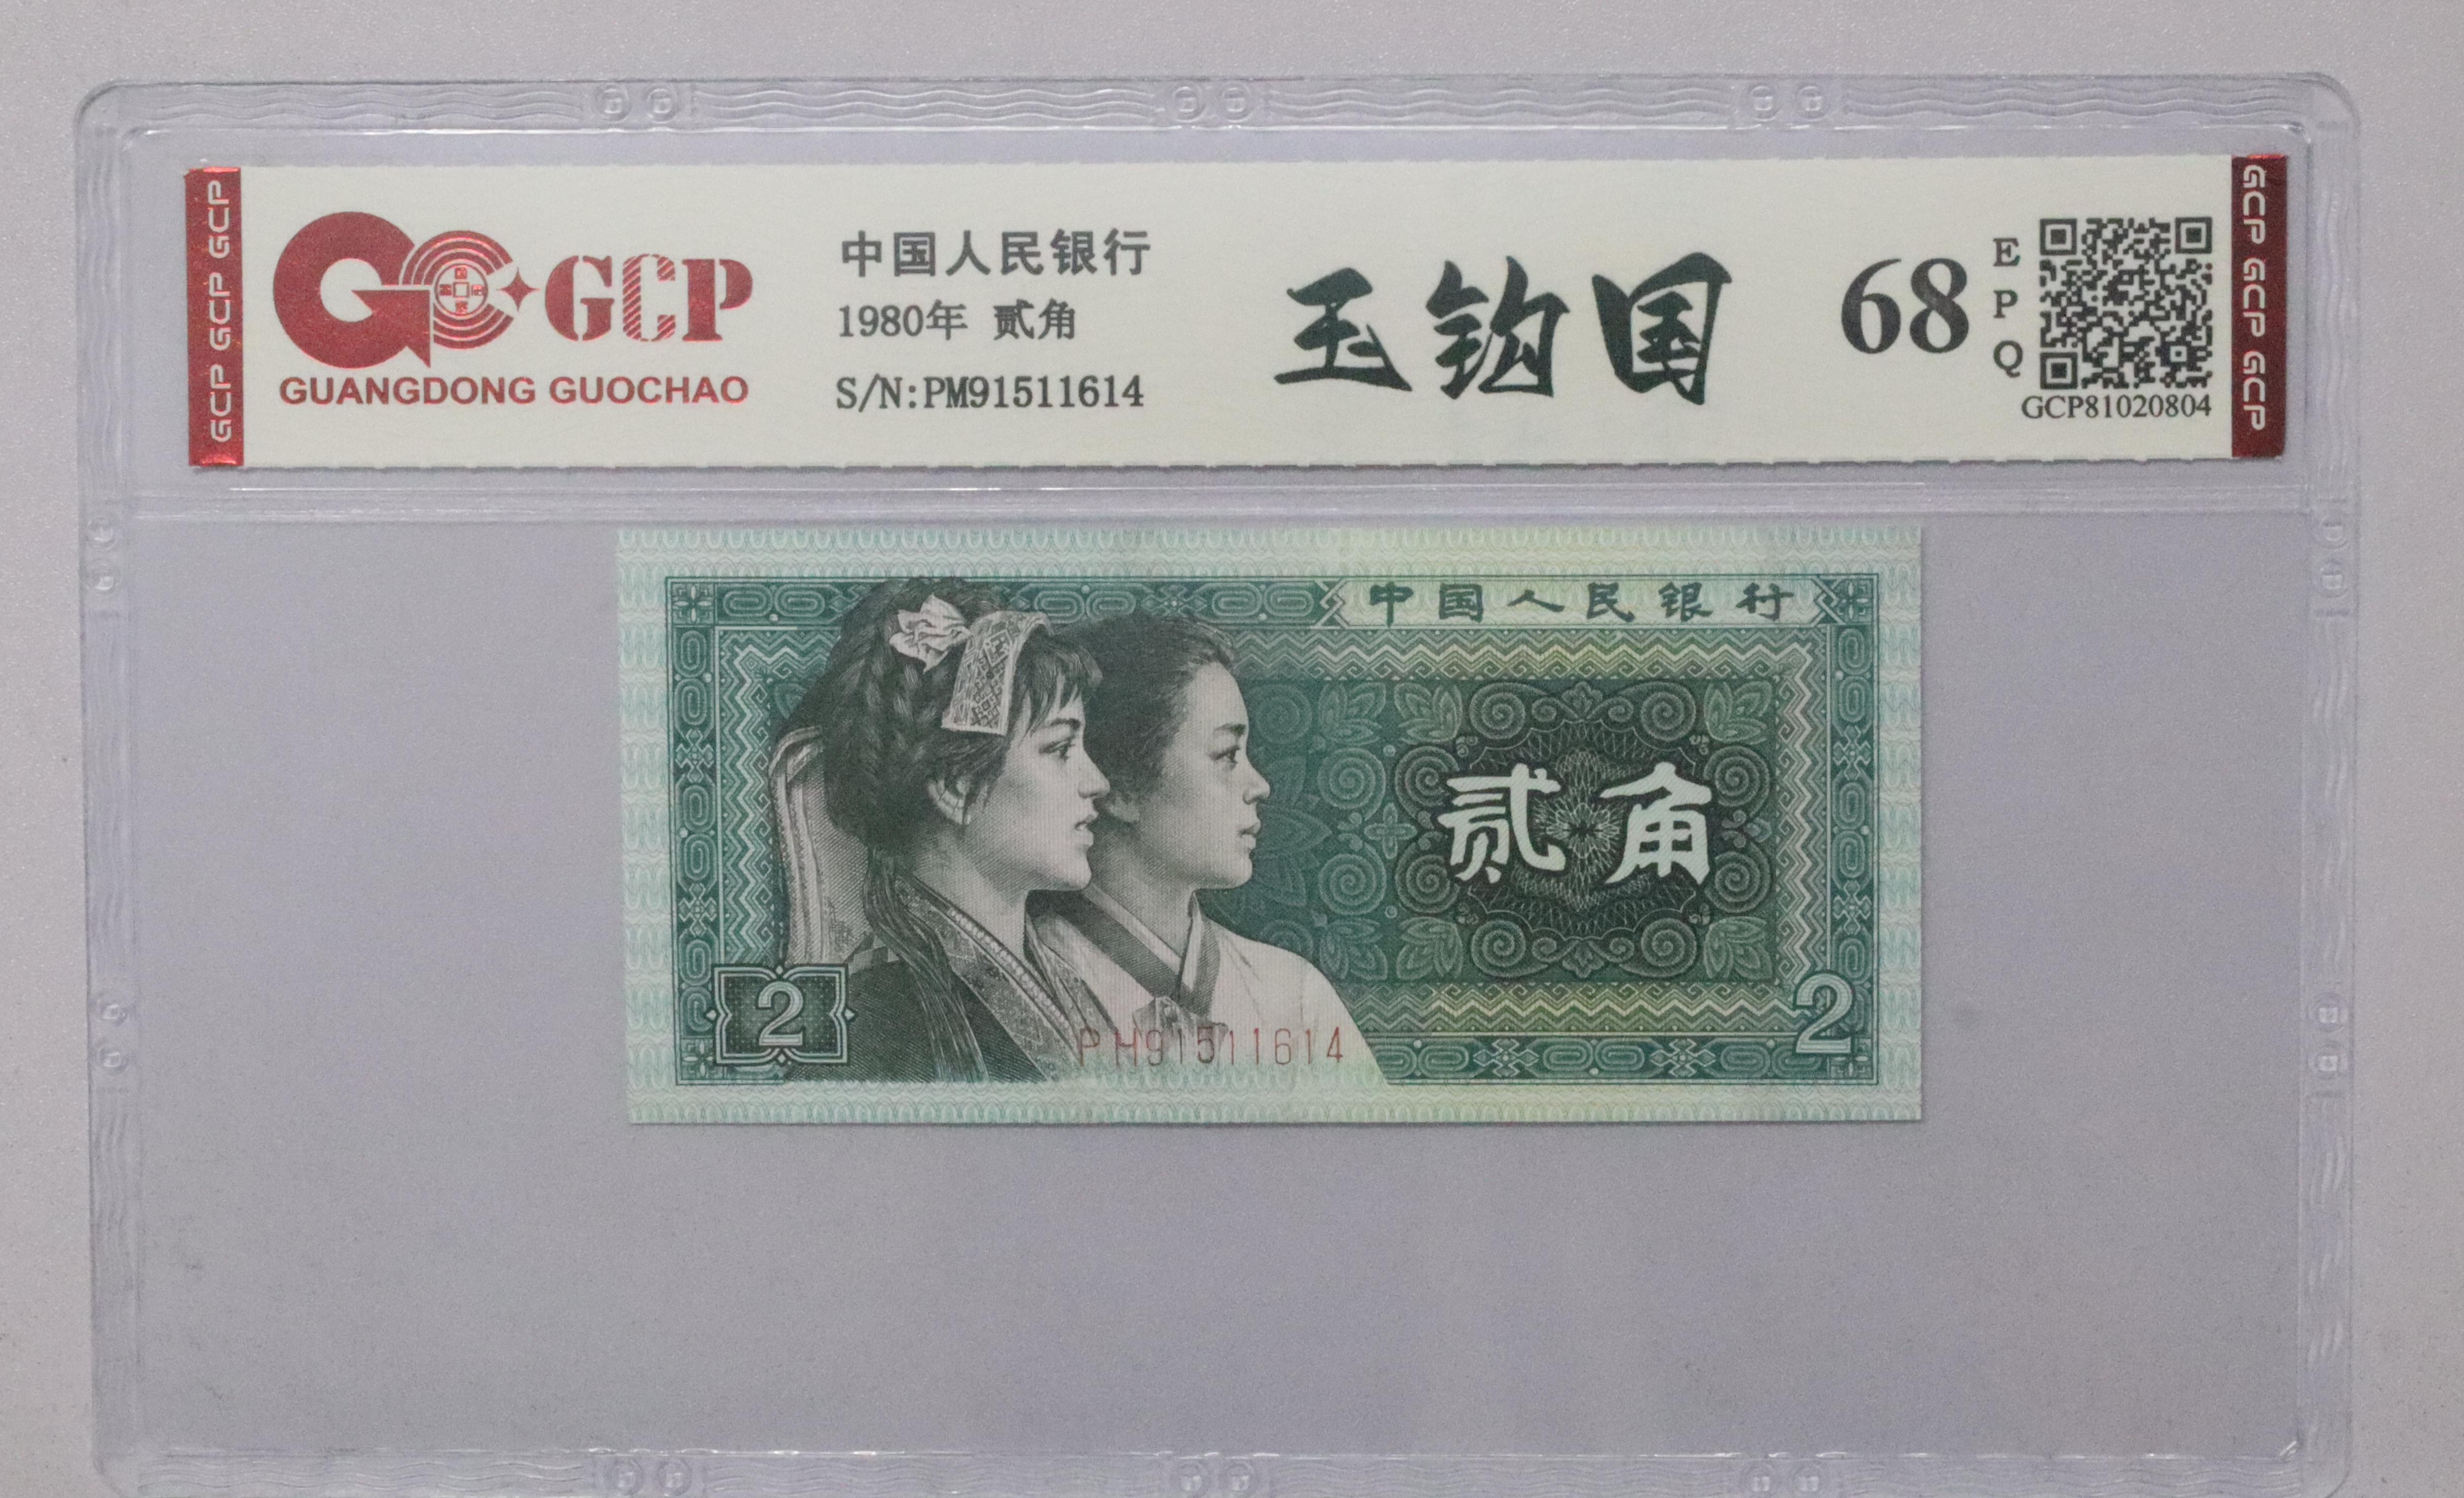 GCP GCP GCP
GCP
GUANGDONG GUOCHAO
中国人民银行
1980年 贰角
S/N:PM91511614
玉钩国
68
E
P
Q
GCP81020804
GCP GCP GCP
中国人民银行
贰角
2
PM91511614
2